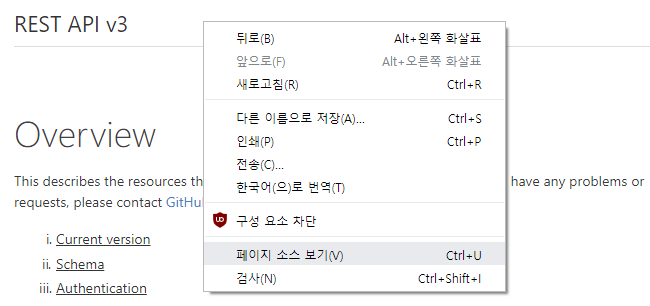 REST API v3
뒤로(B) Alt+왼쪽 화살표
앞으로(F) Alt+오른쪽 화살표
새로고침(R) Ctrl+R
다른 이름으로 저장(A)... Ctrl+S
인쇄(P) Ctrl+P
전송(C)...
한국어(으)로 번역(T)
구성 요소 차단
페이지 소스 보기(V) Ctrl+U
검사(N) Ctrl+Shift+I
Overview
This describes the resources th have any problems or
requests, please contact GitHub
i. Current version
ii. Schema
iii. Authentication